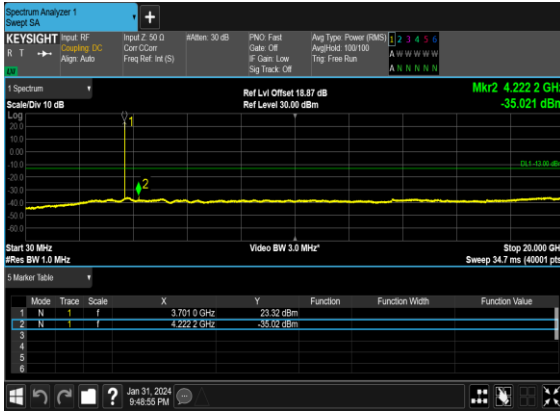 Spectrum Analyzer 1
Swept SA
+
KEYSIGHT Input: RF Input Z: 50 Ω #Atten: 30 dB PNO: Fast Avg Type: Power (RMS) 1 2 3 4 5 6
R T Coupling: DC Corr CCorr Gate: Off Avg|Hold: 100/100 A W W W W W
Align: Auto Freq Ref: Int (S) IF Gain: Low Trig: Free Run
LV Sig Track: Off A N N N N N
1 Spectrum Ref Lvl Offset 18.87 dB Mkr2 4.222 2 GHz
Scale/Div 10 dB Ref Level 30.00 dBm -35.021 dBm
Log
20.0
10.0
0.00
-10.0
-20.0
-30.0
-40.0
-50.0
-60.0
1
2
DL1 -13.00 dBm
Start 30 MHz Video BW 3.0 MHz* Stop 20.000 GHz
#Res BW 1.0 MHz Sweep 34.7 ms (40001 pts)
5 Marker Table
Mode Trace Scale X Y Function Function Width Function Value
1 N 1 f 3.701 0 GHz 23.32 dBm
2 N 1 f 4.222 2 GHz -35.02 dBm
3
4
5
6
? Jan 31, 2024
9:48:55 PM